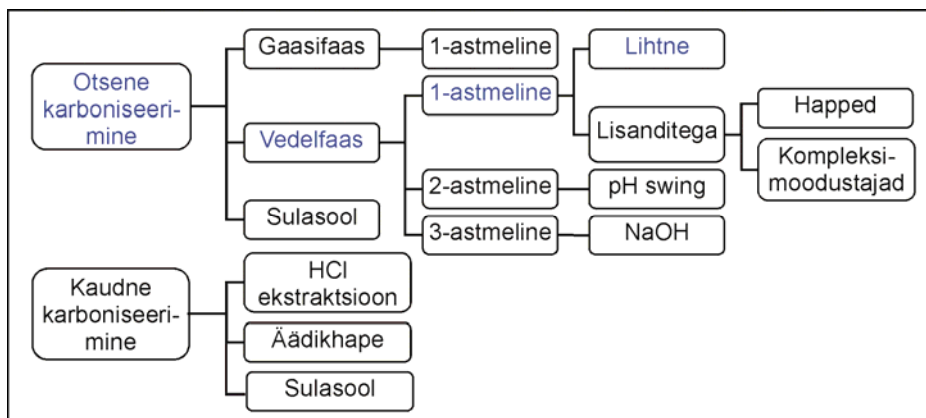 Otsene
karboniseeri-
mine
Gaasifaas
1-astmeline
Vedelfaas
1-astmeline
Lihtne
Lisanditega
Happed
Kompleksi-
moodustajad
2-astmeline
pH swing
3-astmeline
NaOH
Sulasool
Kaudne
karboniseeri-
mine
HCl
ekstraktsioon
Äädikhape
Sulasool